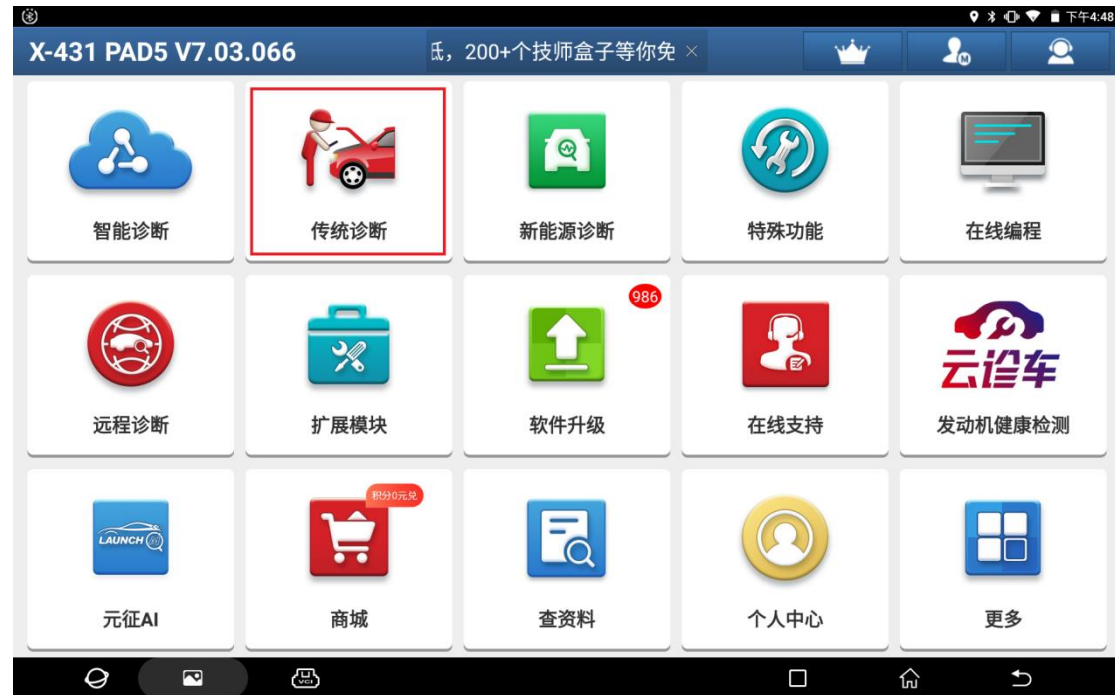 下午4:48
X-431 PAD5 V7.03.066
氐，200+个技师盒子等你免 ×
M
智能诊断
传统诊断
新能源诊断
特殊功能
在线编程
986
云诊车
远程诊断
扩展模块
软件升级
在线支持
发动机健康检测
LAUNCH
积分0元兑
元征AI
商城
查资料
个人中心
更多
VCI